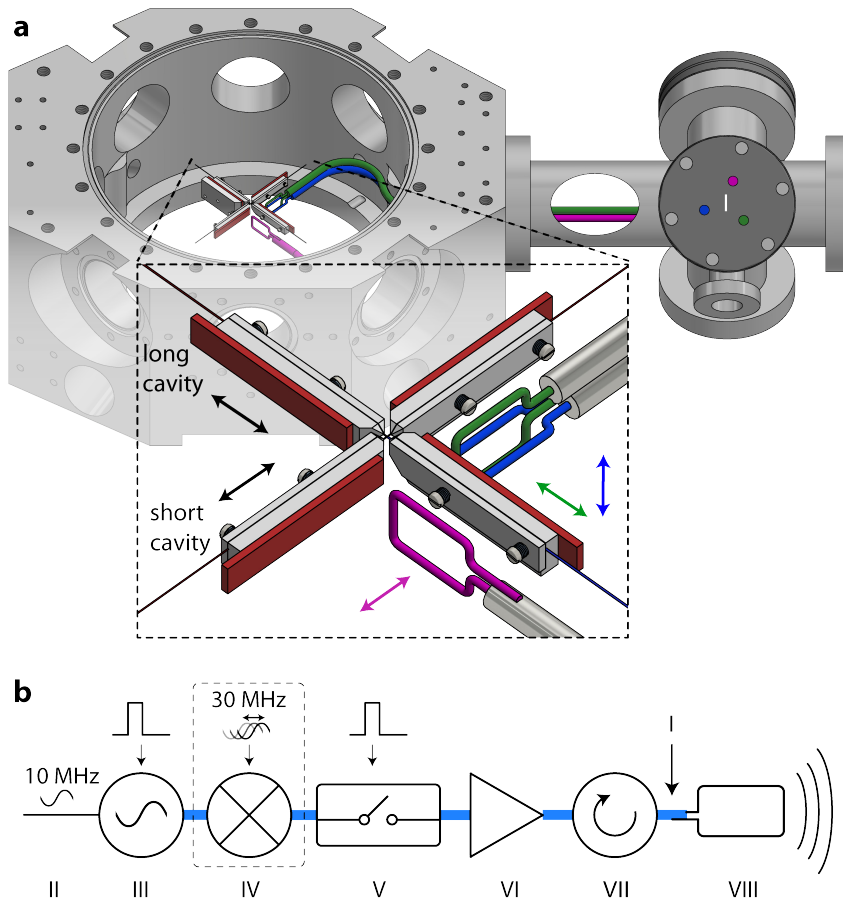 a
long
cavity
short
cavity
b
30 MHz
I
10 MHz
II
III
IV
V
VI
VII
VIII